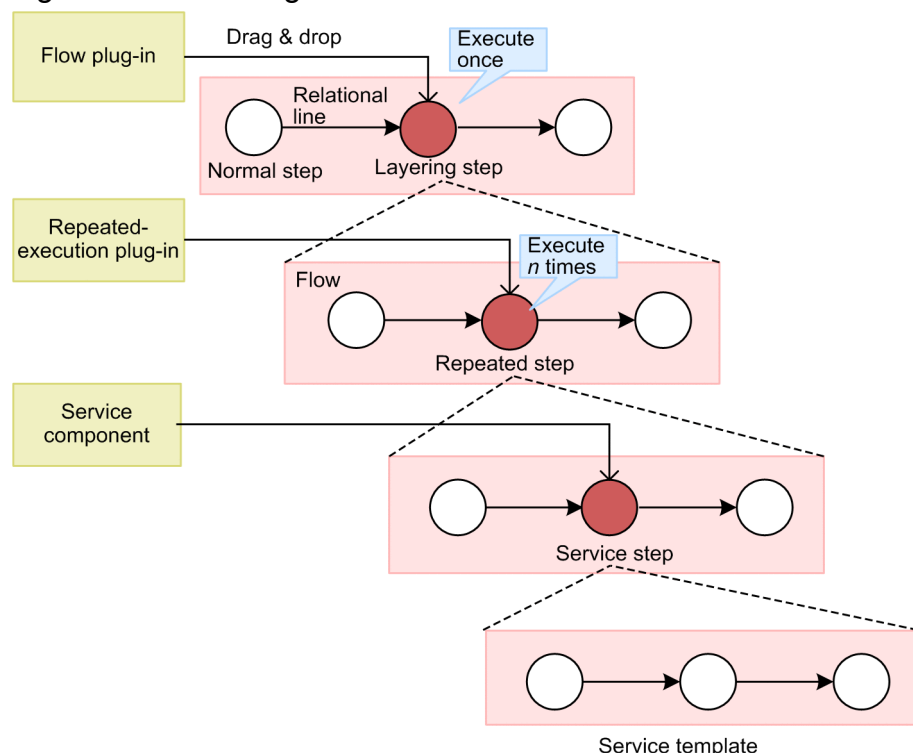 Flow plug-in
Drag & drop
Execute
once
Relational
line
Normal step
Layering step
Repeated-
execution plug-in
Execute
n times
Flow
Repeated step
Service
component
Service step
Service template